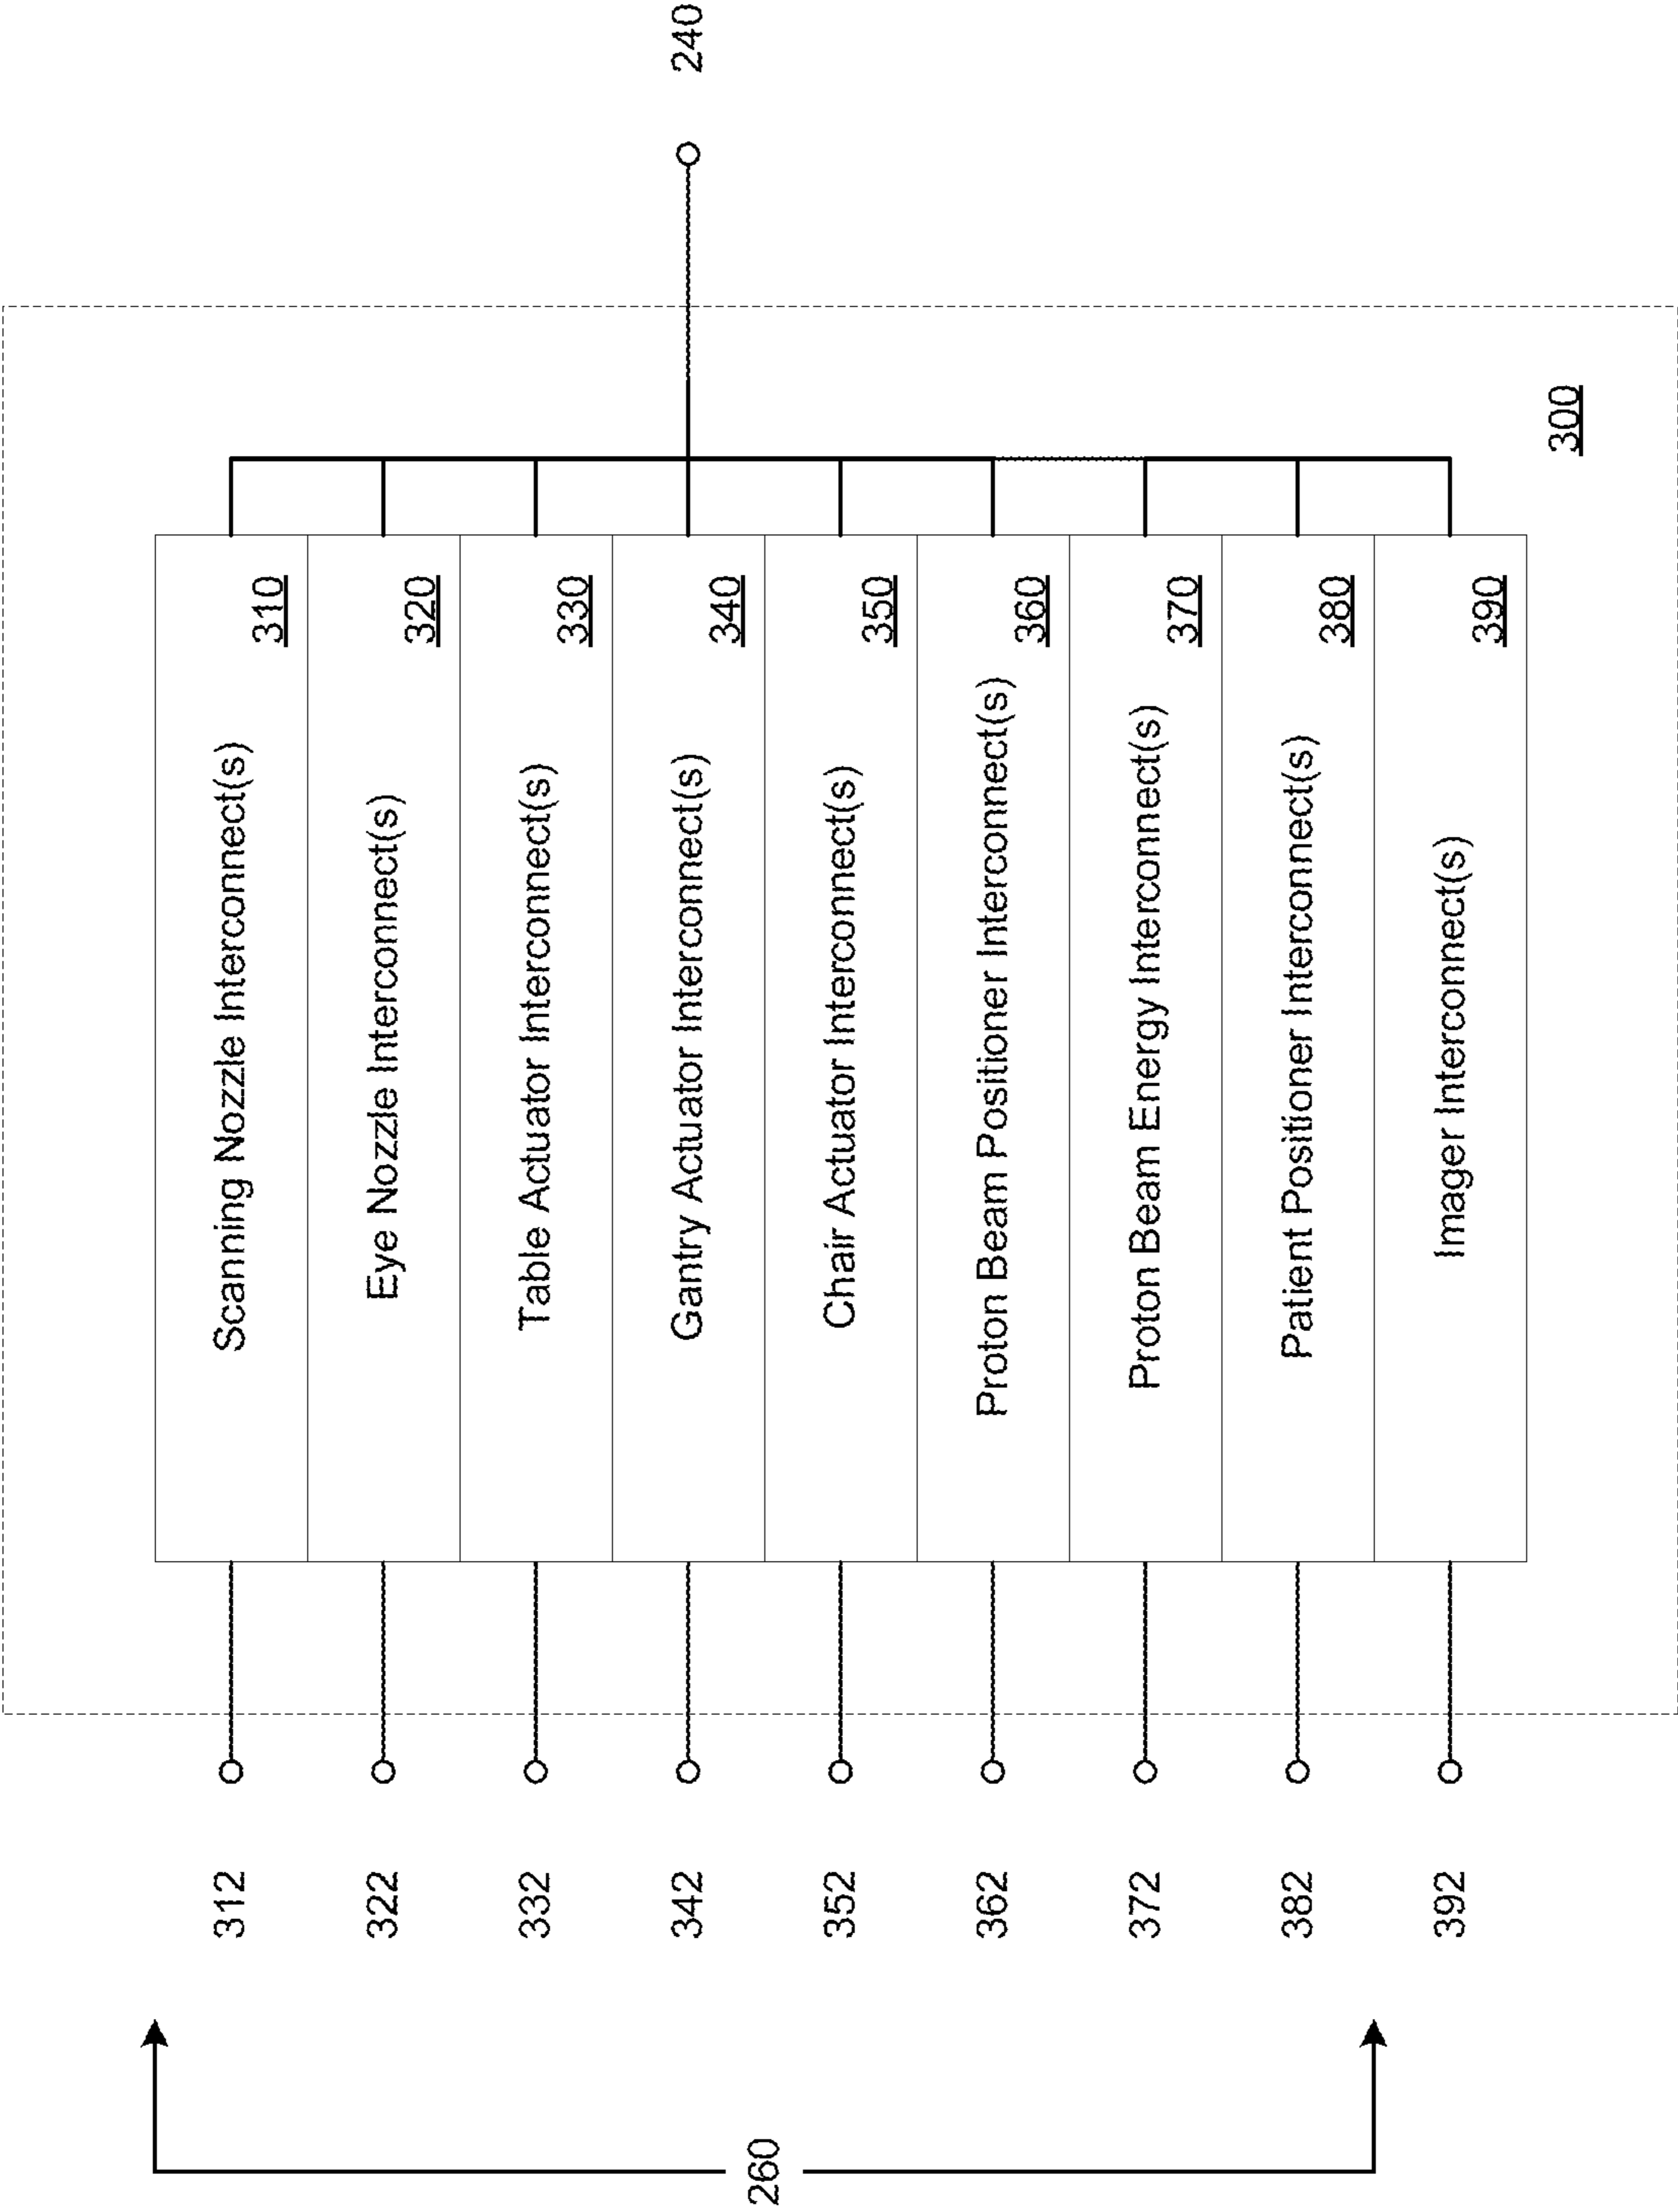 312 Scanning Nozzle Interconnect(s) 310
322 Eye Nozzle Interconnect(s) 320
332 Table Actuator Interconnect(s) 330
342 Gantry Actuator Interconnect(s) 340
240
260
352 Chair Actuator Interconnect(s) 350
362 Proton Beam Positioner Interconnect(s) 360
372 Proton Beam Energy Interconnect(s) 370
382 Patient Positioner Interconnect(s) 380
392 Imager Interconnect(s) 390
300